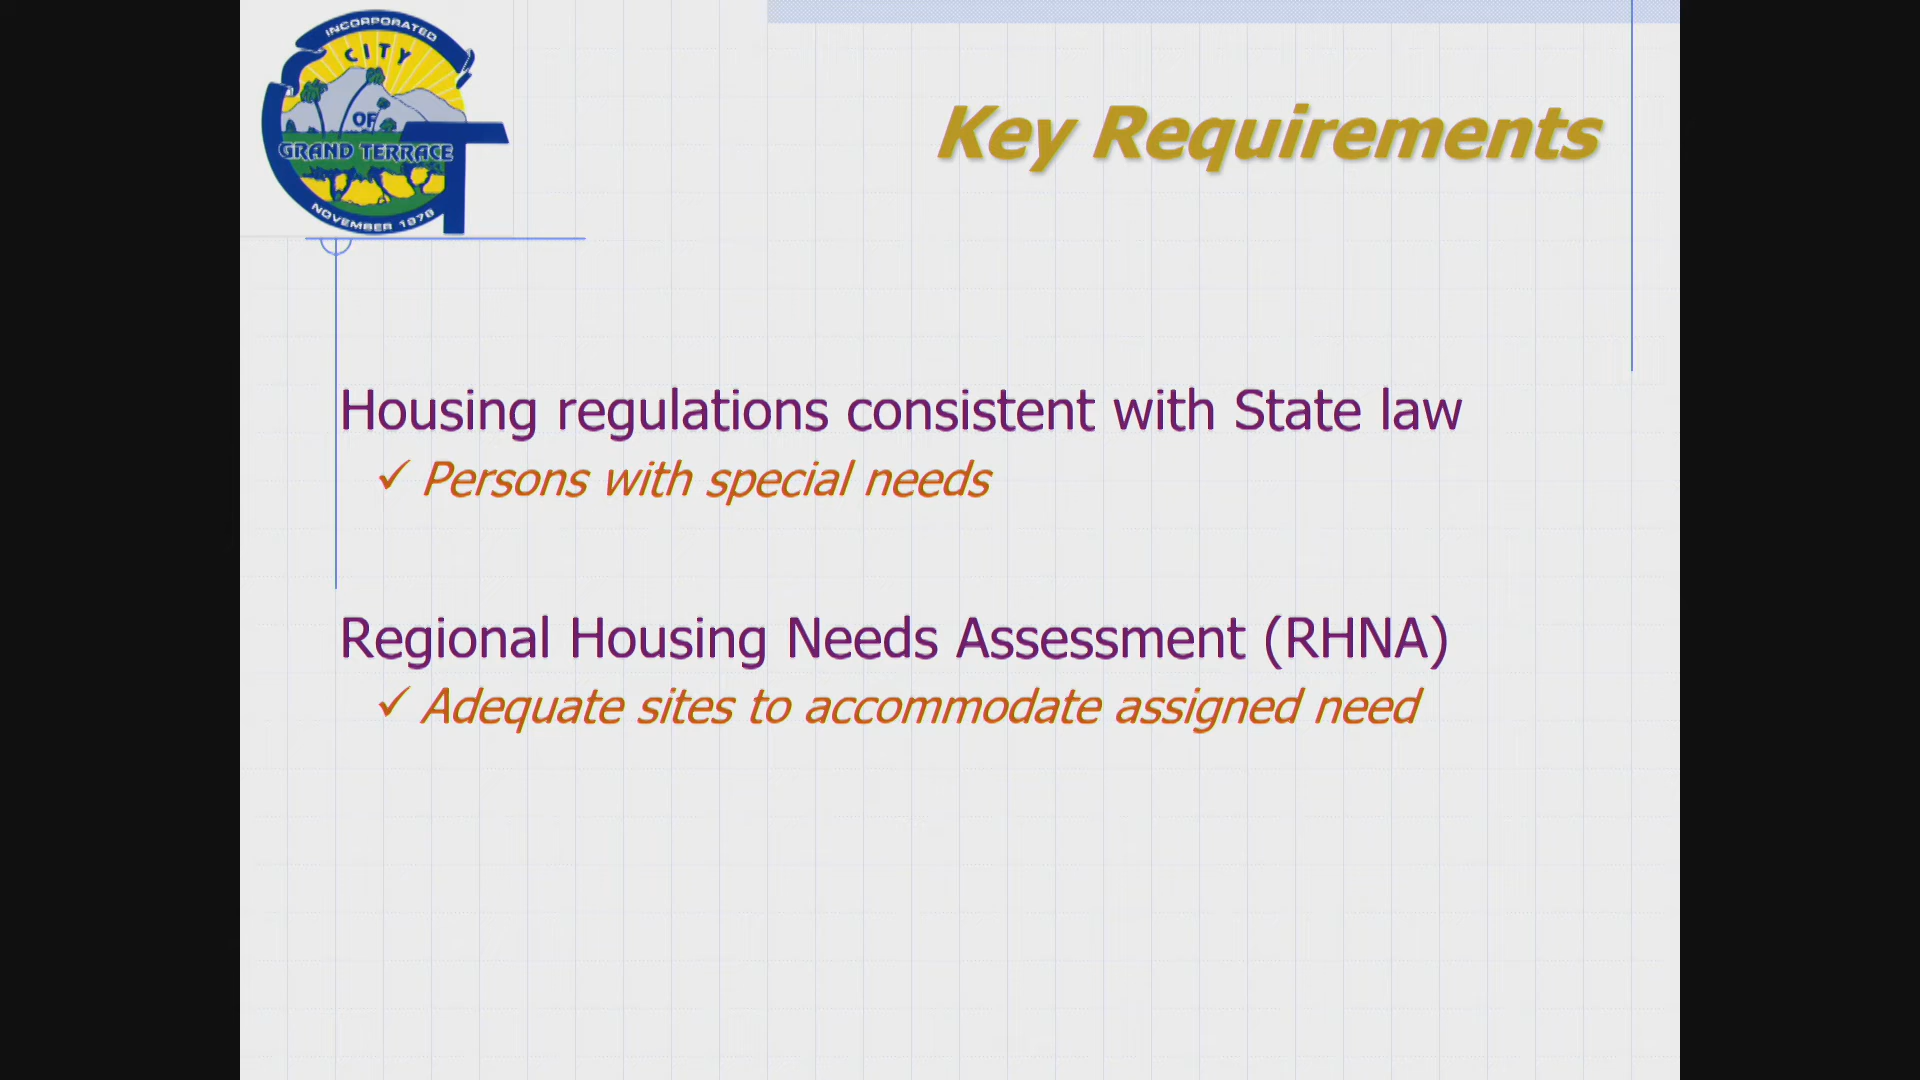 INCORPORATED
CITY
OF
GRAND TERRACE
NOVEMBER 1978
Key Requirements
Housing regulations consistent with State law
✓ Persons with special needs
Regional Housing Needs Assessment (RHNA)
✓ Adequate sites to accommodate assigned need